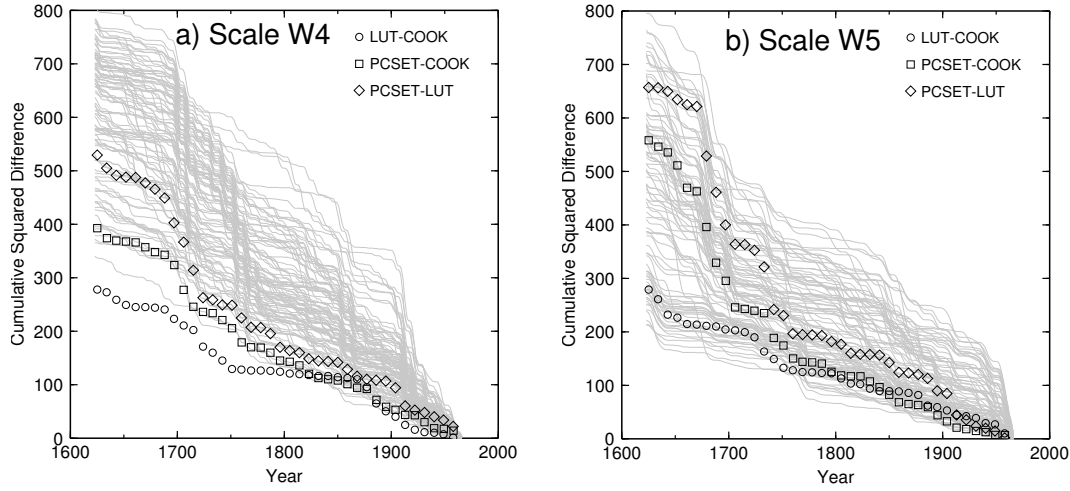 a) Scale W4
LUT-COOK
PCSET-COOK
PCSET-LUT
Cumulative Squared Difference
800
700
600
500
400
300
200
100
0
1600 1700 1800 1900 2000
Year
b) Scale W5
LUT-COOK
PCSET-COOK
PCSET-LUT
Cumulative Squared Difference
800
700
600
500
400
300
200
100
0
1600 1700 1800 1900 2000
Year